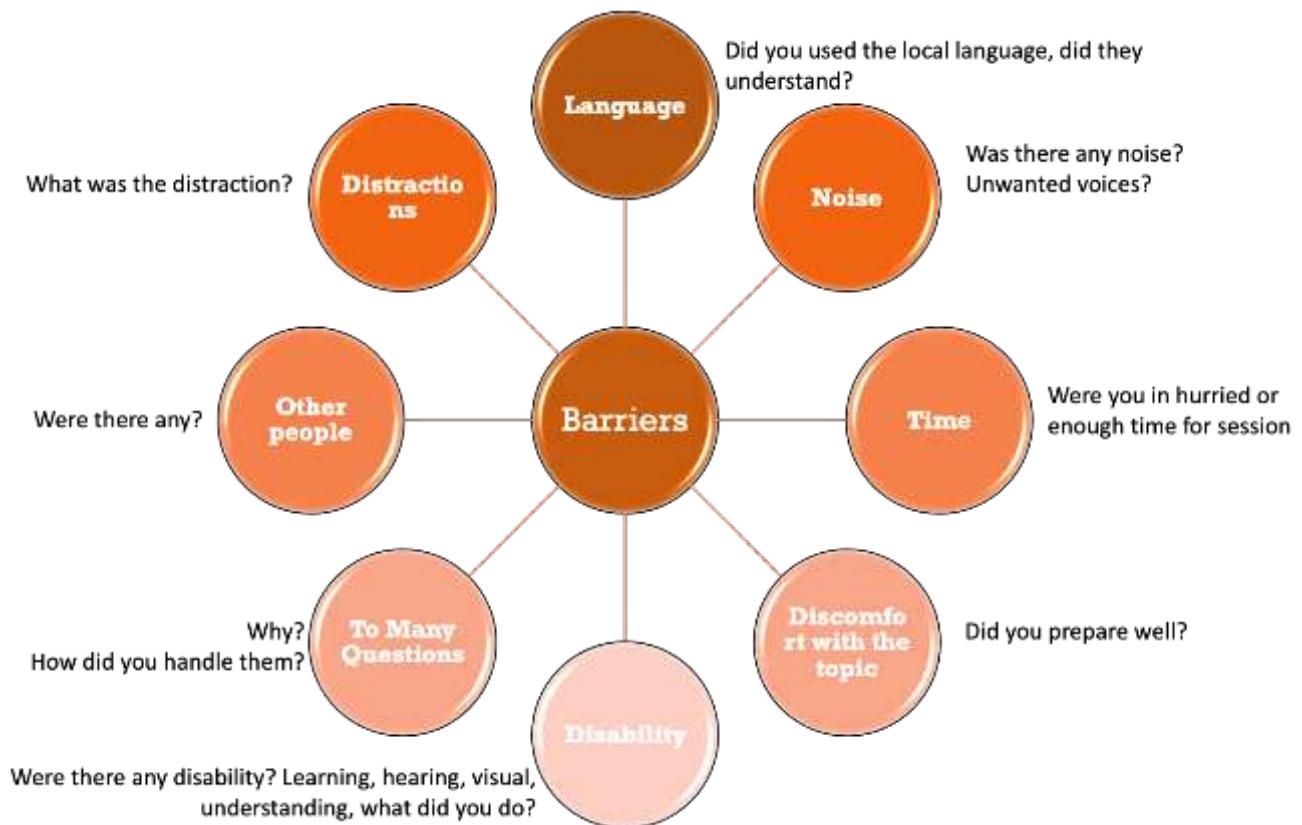 Language
Did you used the local language, did they
understand?
Noise
Was there any noise?
Unwanted voices?
Time
Were you in hurried or
enough time for session
Discomfo
rt with the
topic
Did you prepare well?
Disability
Were there any disability? Learning, hearing, visual,
understanding, what did you do?
To Many
Questions
Why?
How did you handle them?
Other
people
Were there any?
Distractio
ns
What was the distraction?
Barriers